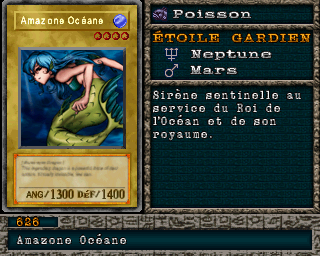 Amazone Océane
ANG/1300 DÉF/1400
Poisson
ÉTOILE GARDIEN
Neptune
Mars
Sirène sentinelle au
service du Roi de
l'Océan et de son
royaume.
626
Amazone Océane